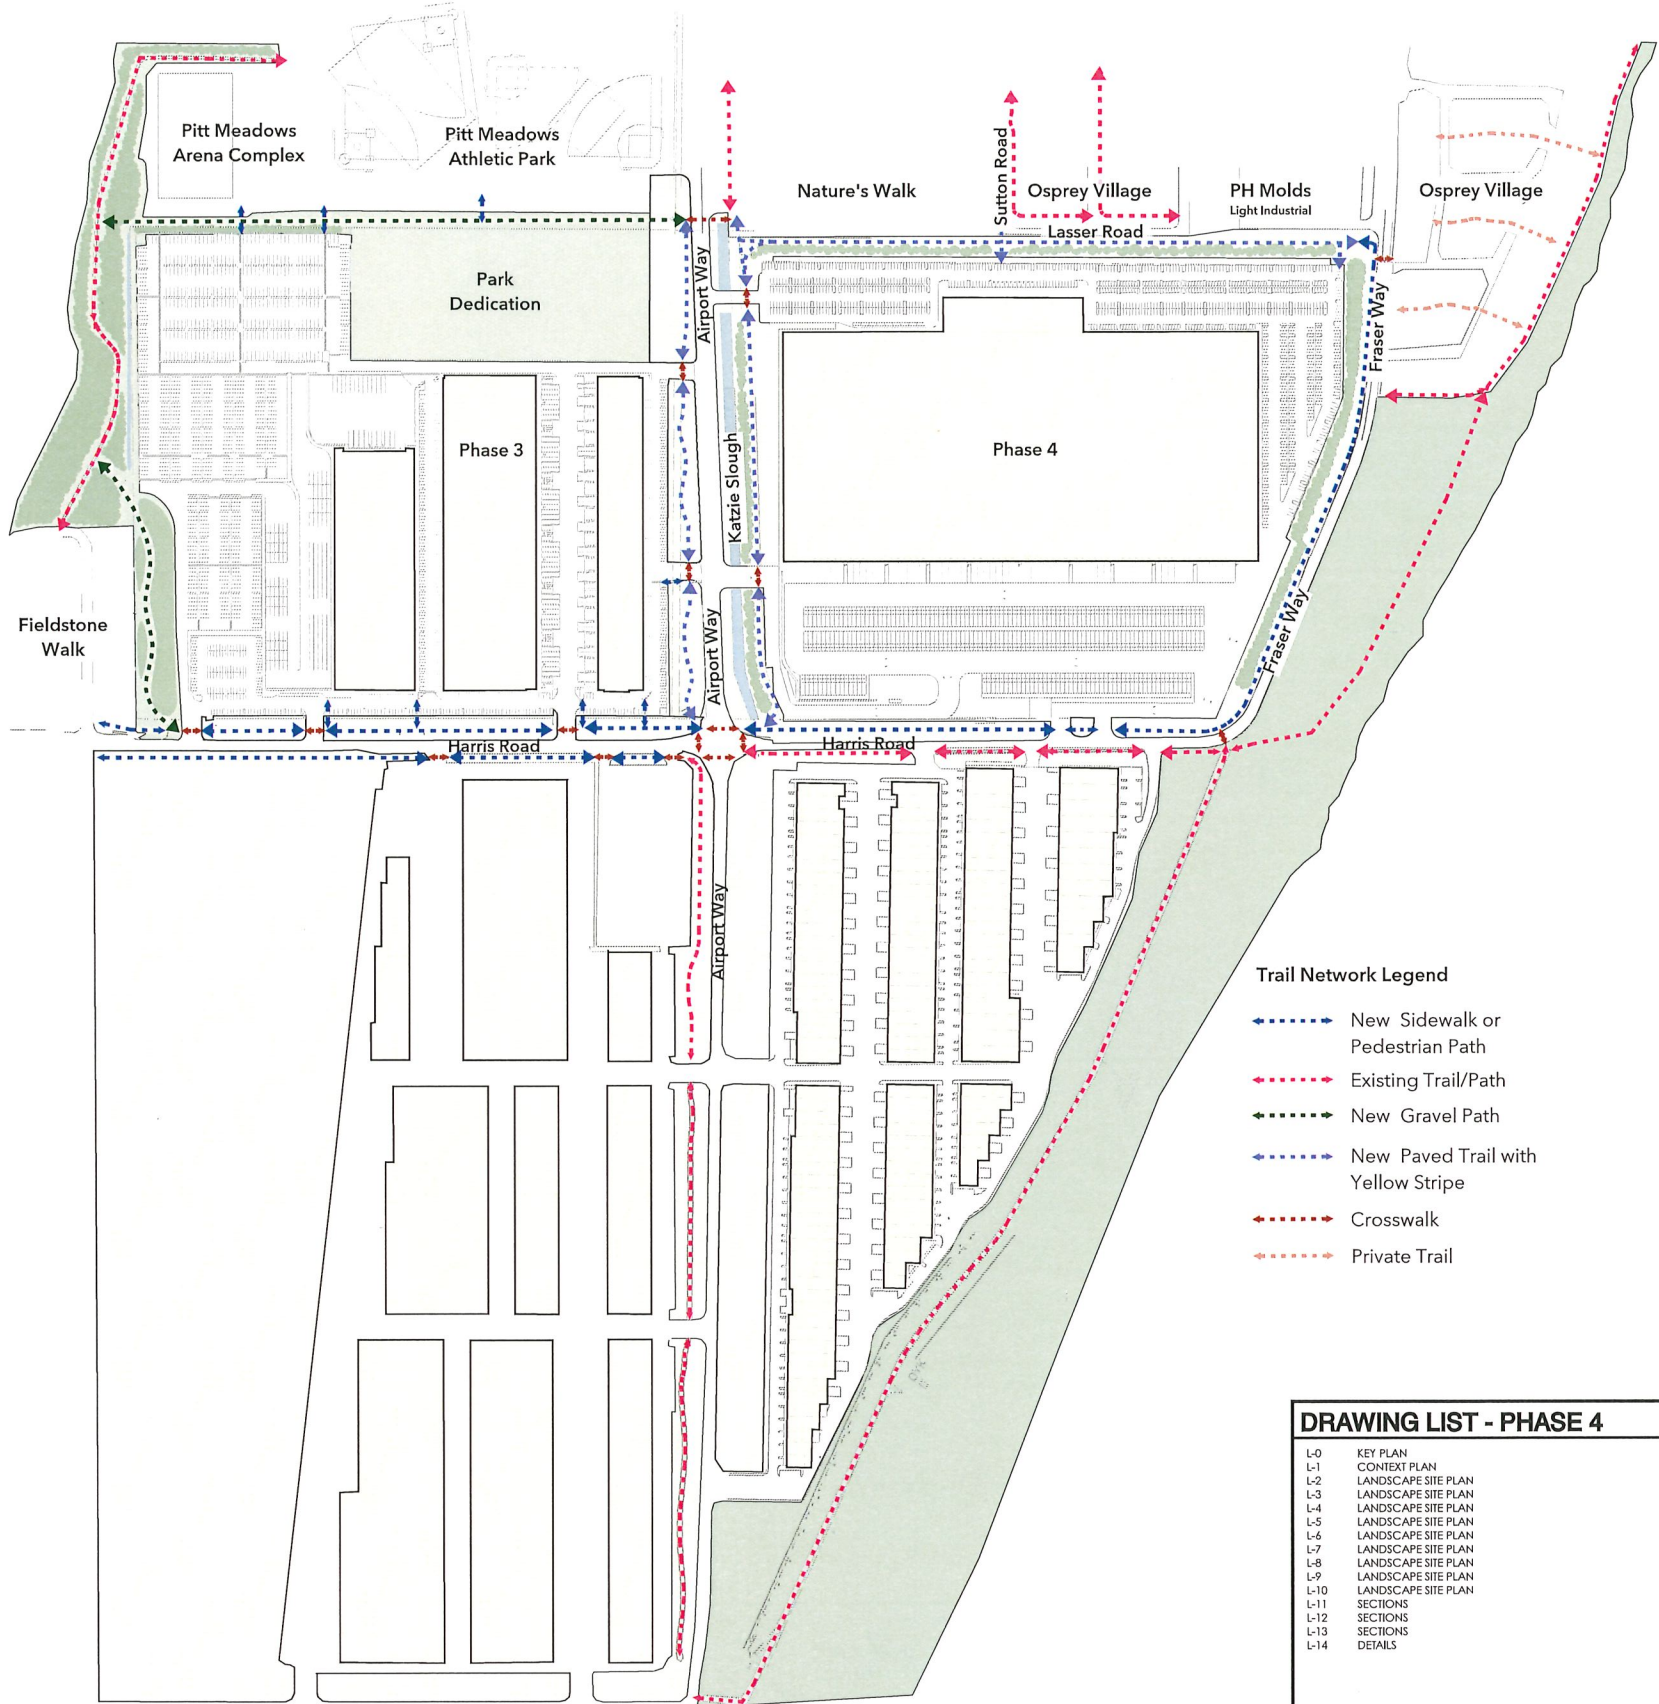 Pitt Meadows
Arena Complex
Pitt Meadows
Athletic Park
Nature's Walk
Sutton Road
Osprey Village
PH Molds
Light Industrial
Osprey Village
Lasser Road
Park
Dedication
Airport Way
Fraser Way
Phase 3
Katzie Slough
Phase 4
Fieldstone
Walk
Airport Way
Fraser Way
Harris Road
Harris Road
Airport Way
Trail Network Legend
New Sidewalk or
Pedestrian Path
Existing Trail/Path
New Gravel Path
New Paved Trail with
Yellow Stripe
Crosswalk
Private Trail
DRAWING LIST - PHASE 4
L-0 KEY PLAN
L-1 CONTEXT PLAN
L-2 LANDSCAPE SITE PLAN
L-3 LANDSCAPE SITE PLAN
L-4 LANDSCAPE SITE PLAN
L-5 LANDSCAPE SITE PLAN
L-6 LANDSCAPE SITE PLAN
L-7 LANDSCAPE SITE PLAN
L-8 LANDSCAPE SITE PLAN
L-9 LANDSCAPE SITE PLAN
L-10 LANDSCAPE SITE PLAN
L-11 SECTIONS
L-12 SECTIONS
L-13 SECTIONS
L-14 DETAILS